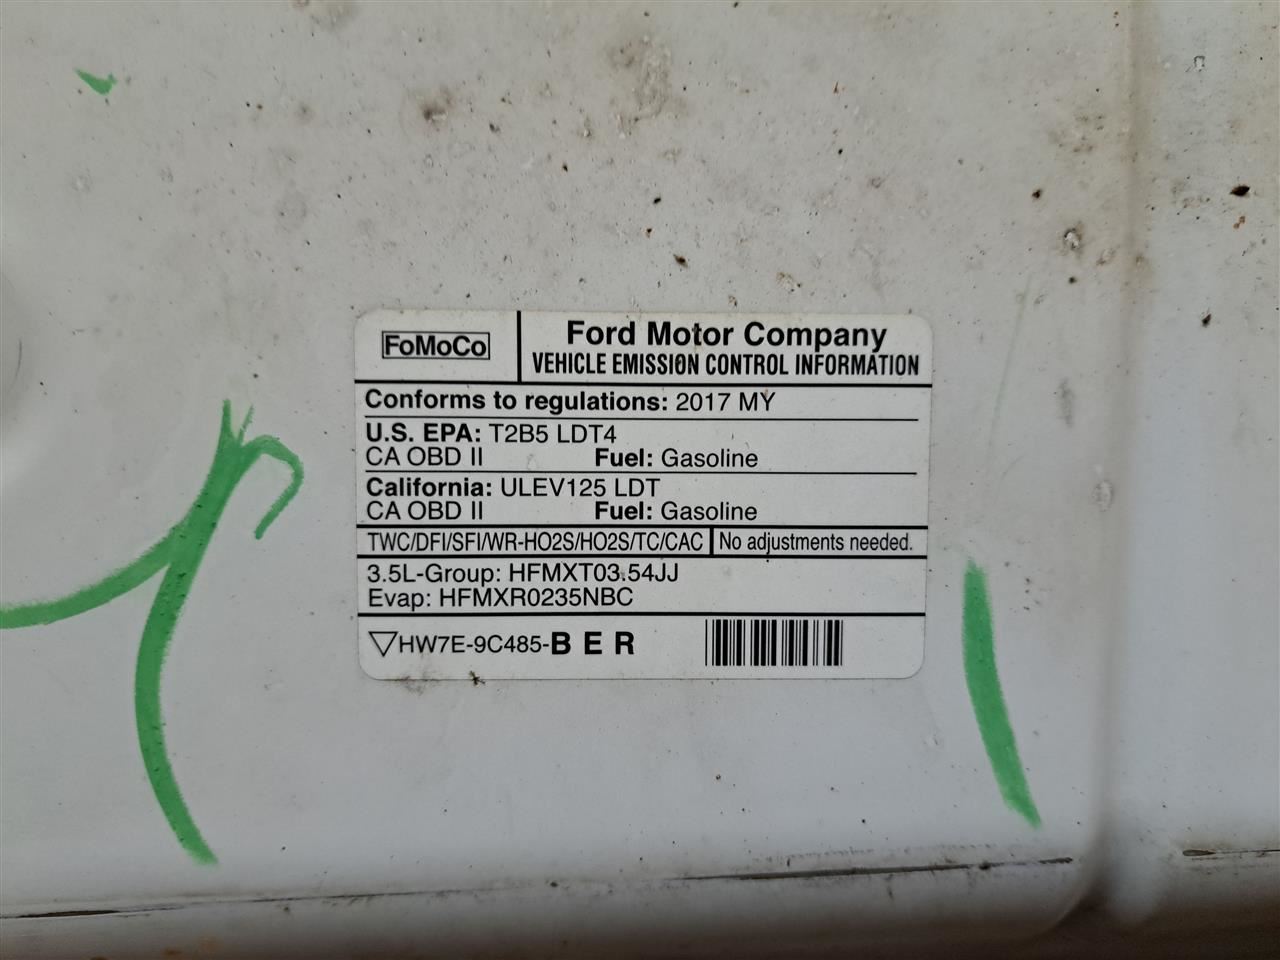 FoMoCo
Ford Motor Company
VEHICLE EMISSION CONTROL INFORMATION
Conforms to regulations: 2017 MY
U.S. EPA: T2B5 LDT4
CA OBD II Fuel: Gasoline
California: ULEV125 LDT
CA OBD II Fuel: Gasoline
TWC/DFI/SFI/WR-HO2S/HO2S/TC/CAC No adjustments needed.
3.5L-Group: HFMXT03.54JJ
Evap: HFMXR0235NBC
HW7E-9C485-BER